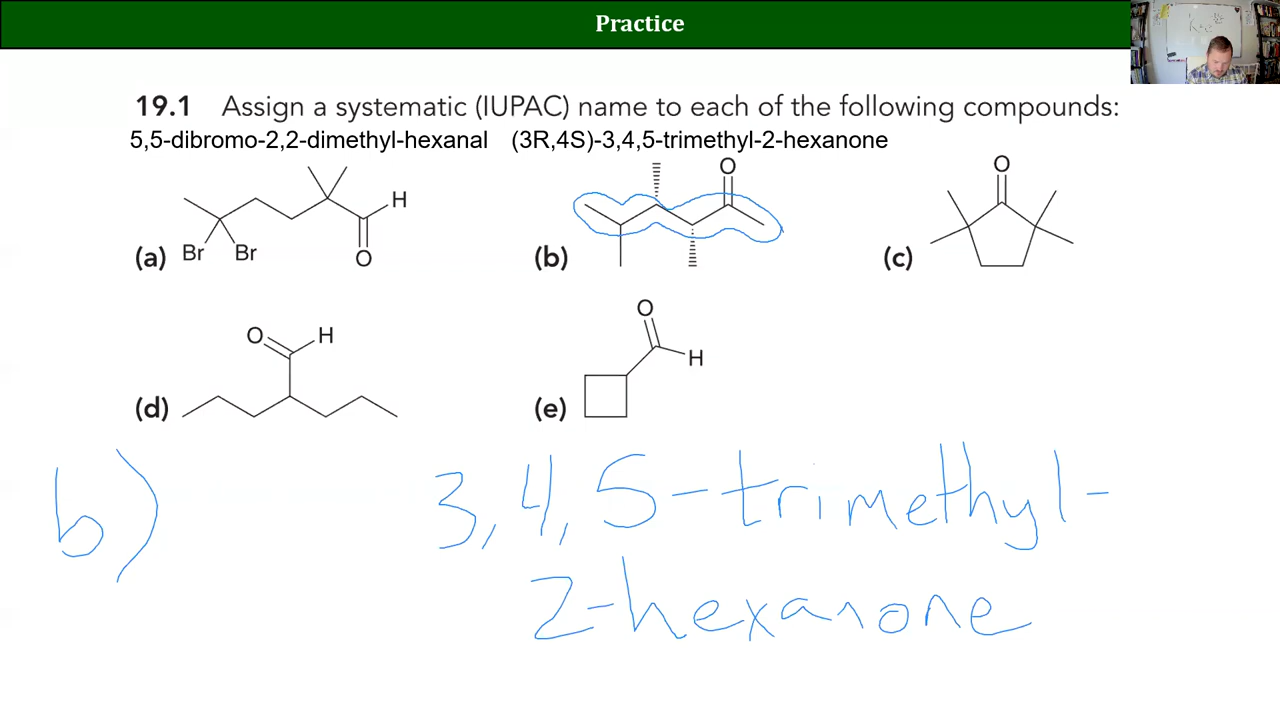 Practice
19.1 Assign a systematic (IUPAC) name to each of the following compounds:
5,5-dibromo-2,2-dimethyl-hexanal (3R,4S)-3,4,5-trimethyl-2-hexanone
O O
H
Br Br O
(a) (b) (c)
O
O H H
(d) (e)
b) 3,4,5-trimethyl-
2-hexanone